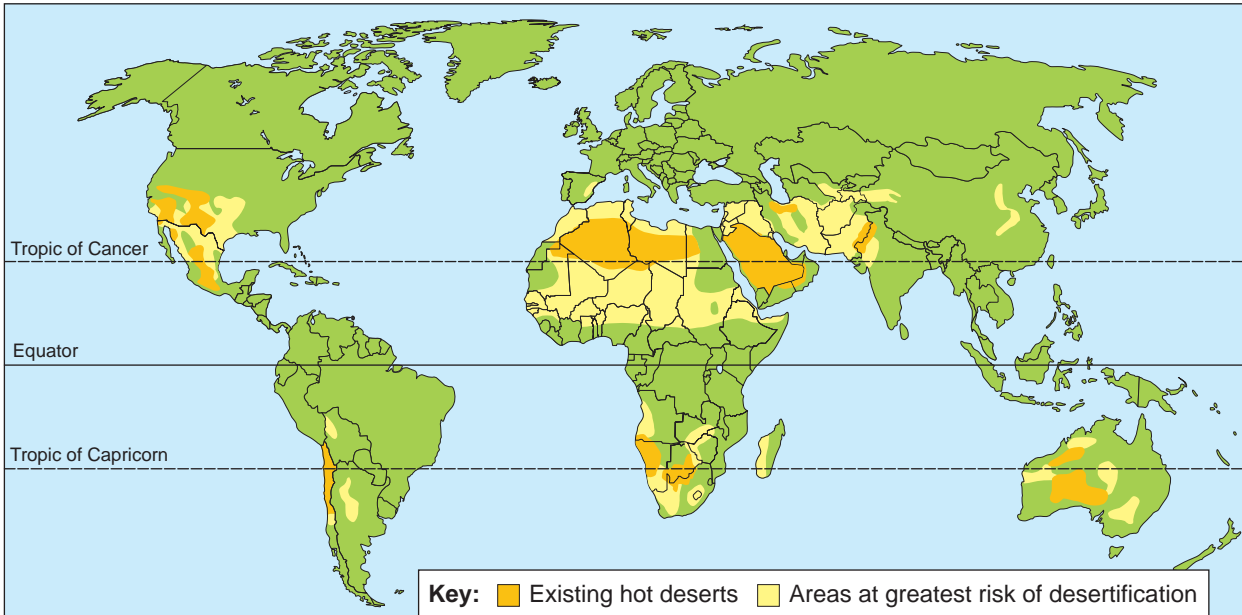 Tropic of Cancer
Equator
Tropic of Capricorn
Key: Existing hot deserts Areas at greatest risk of desertification